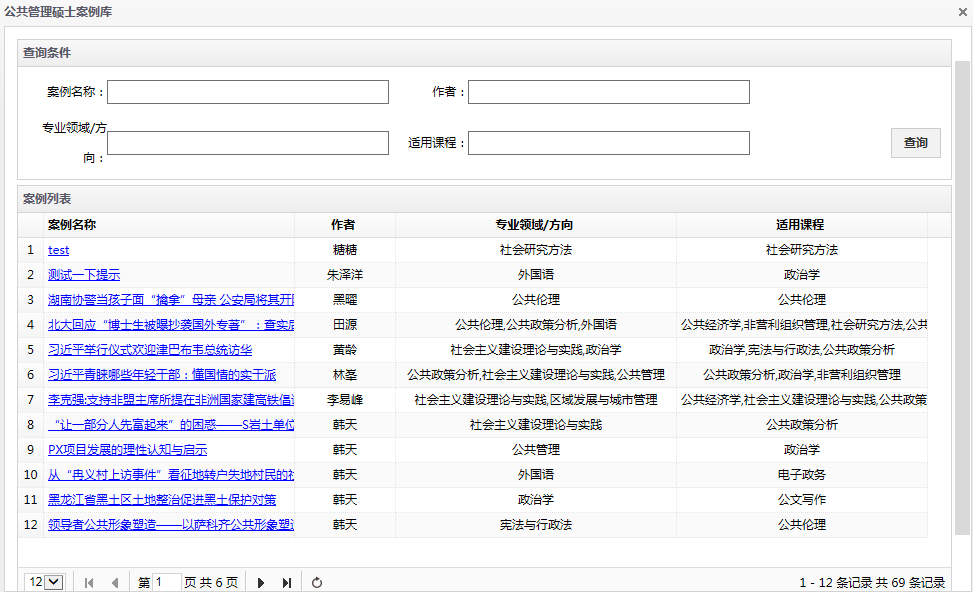 公共管理硕士案例库
查询条件
案例名称： 作者：
专业领域/方向： 适用课程： 查询
案例列表
案例名称 作者 专业领域/方向 适用课程
1 test 糖糖 社会研究方法 社会研究方法
2 测试一下提示 朱泽洋 外国语 政治学
3 湖南协警当孩子面“擒拿”母亲 公安局将其开 黑曜 公共伦理 公共伦理
4 北大回应“博士生被曝抄袭国外专著”：查实后 田源 公共伦理,公共政策分析,外国语 公共经济学,非营利组织管理,社会研究方法,公共
5 习近平举行仪式欢迎津巴布韦总统访华 黄龄 社会主义建设理论与实践,政治学 政治学,宪法与行政法,公共政策分析
6 习近平青睐哪些年轻干部：懂国情的实干派 林峯 公共政策分析,社会主义建设理论与实践,公共管理 公共政策分析,政治学,非营利组织管理
7 李克强:支持非盟主席所提在非洲国家建高铁倡 李易峰 社会主义建设理论与实践,区域发展与城市管理 公共经济学,社会主义建设理论与实践,公共政策
8 “让一部分人先富起来”的困惑——S岩土单位 韩天 社会主义建设理论与实践 公共政策分析
9 PX项目发展的理性认知与启示 韩天 公共管理 政治学
10 从“冉义村上访事件”看征地转户失地村民的社 韩天 外国语 电子政务
11 黑龙江省黑土区土地整治促进黑土保护对策 韩天 政治学 公文写作
12 领导者公共形象塑造——以萨科齐公共形象塑 韩天 宪法与行政法 公共伦理
12 第 1 页 共 6 页 1 - 12 条记录 共 69 条记录